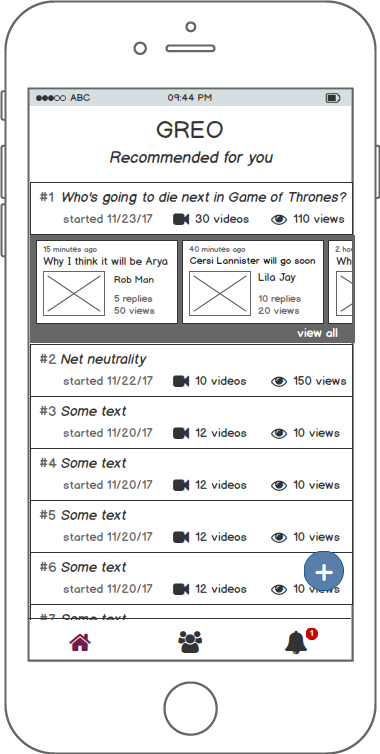 ABC 09:44 PM
GREO
Recommended for you
#1 Who's going to die next in Game of Thrones?
started 11/23/17 30 videos 110 views
15 minutes ago
Why I think it will be Arya
Rob Man
5 replies
50 views
40 minutes ago
Cersi Lannister will go soon
Lila Jay
10 replies
20 views
2 hou
Wh
view all
#2 Net neutrality
started 11/22/17 10 videos 150 views
#3 Some text
started 11/20/17 12 videos 10 views
#4 Some text
started 11/20/17 12 videos 10 views
#5 Some text
started 11/20/17 12 videos 10 views
#6 Some text
started 11/20/17 12 videos 10 views
#7 Some text
1